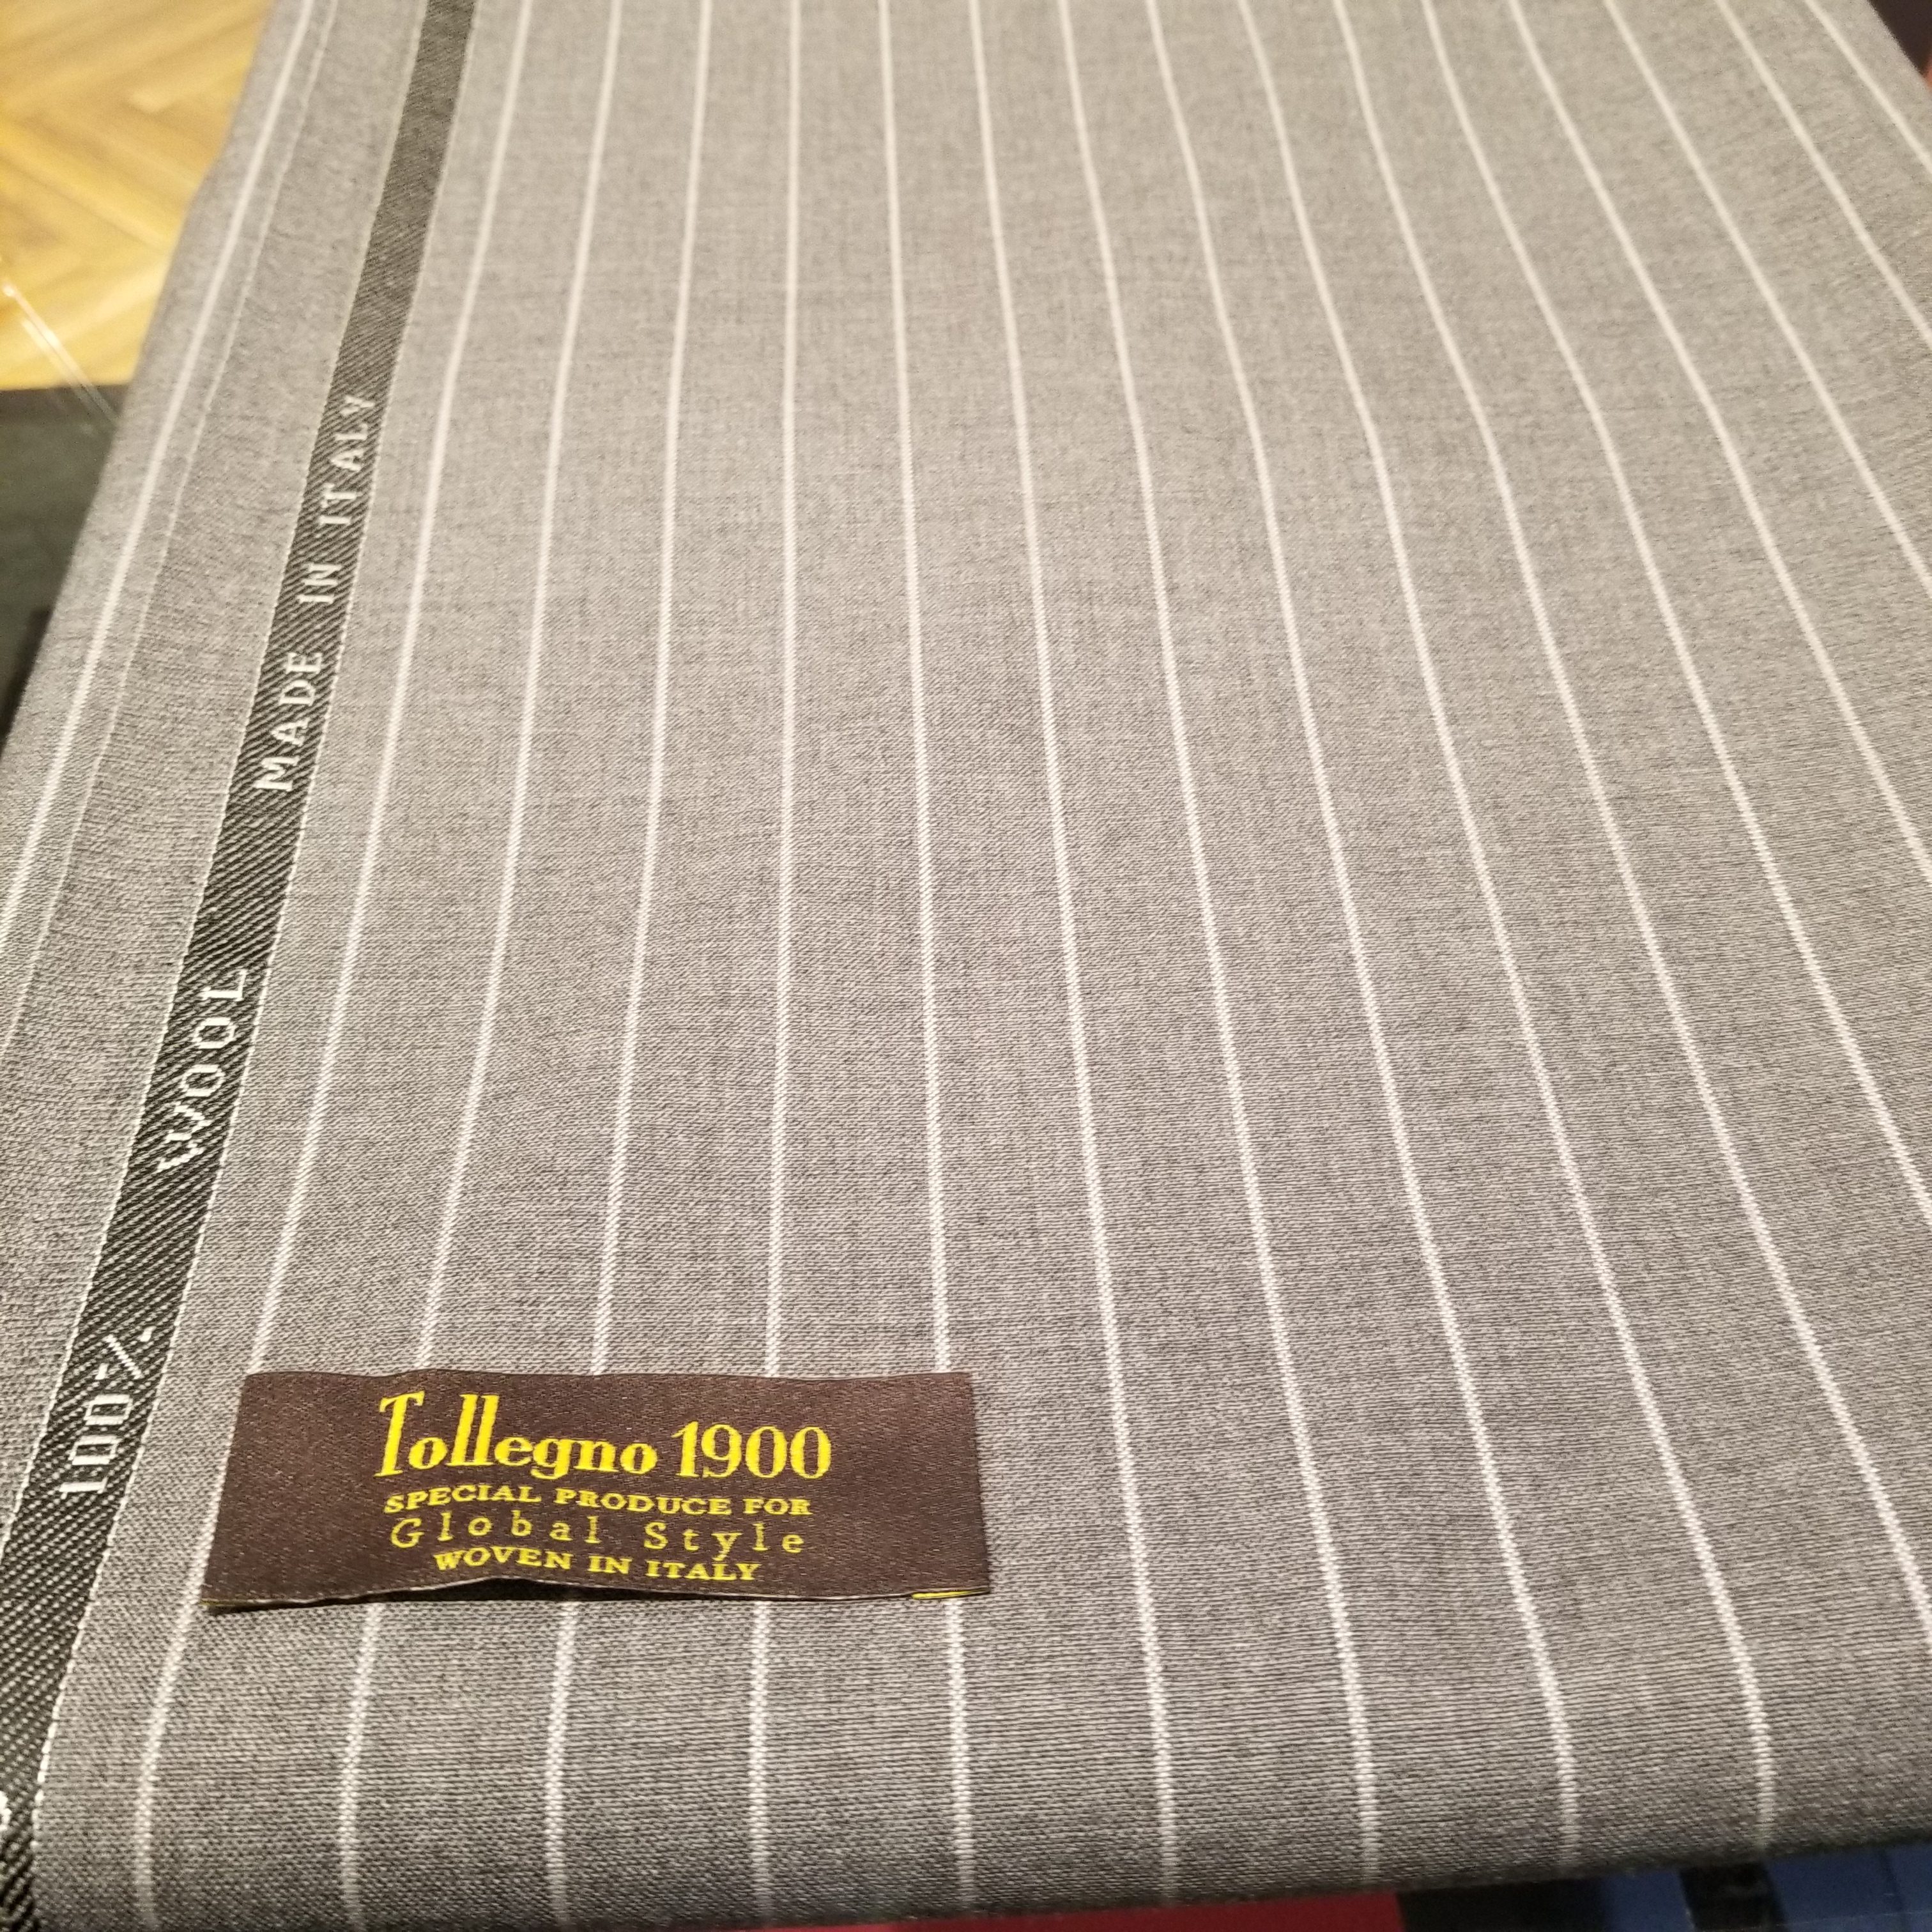 100% WOOL MADE IN ITALY
Tollegno 1900
SPECIAL PRODUCE FOR
Global Style
WOVEN IN ITALY